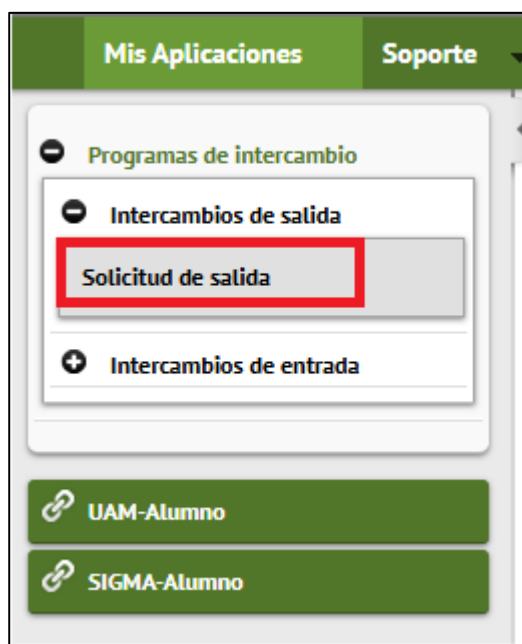 Mis Aplicaciones Soporte
Programas de intercambio
Intercambios de salida
Solicitud de salida
Intercambios de entrada
UAM-Alumno
SIGMA-Alumno